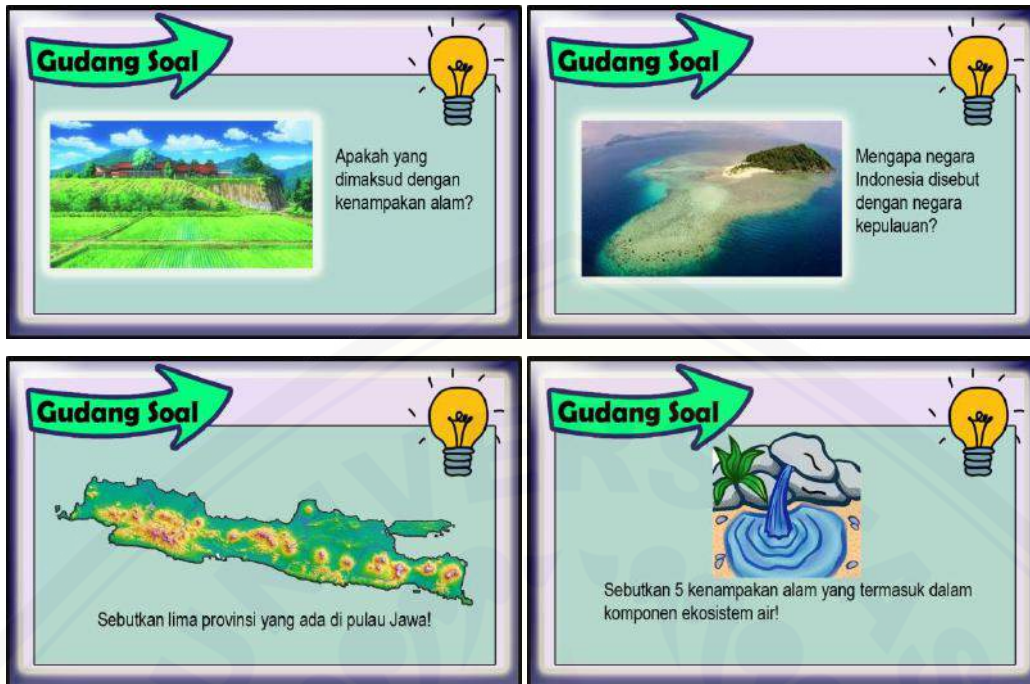 Gudang Soal
Apakah yang
dimaksud dengan
kenampakan alam?
Gudang Soal
Mengapa negara
Indonesia disebut
dengan negara
kepulauan?
Gudang Soal
Sebutkan lima provinsi yang ada di pulau Jawa!
Gudang Soal
Sebutkan 5 kenampakan alam yang termasuk dalam
komponen ekosistem air!